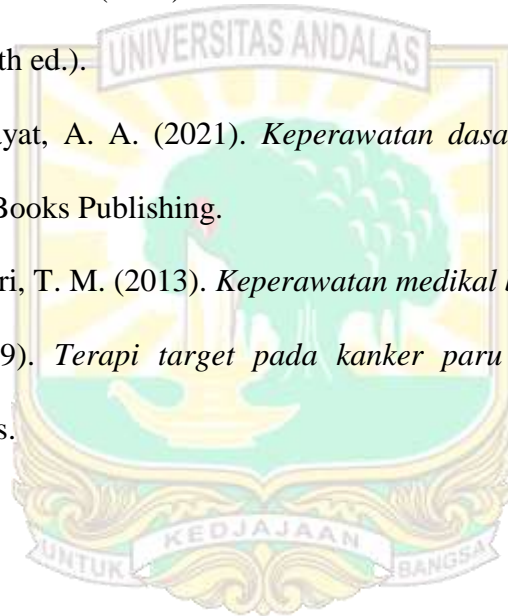 UNIVERSITAS ANDALAS
th ed.).
yat, A. A. (2021). Keperawatan dasa
Books Publishing.
ri, T. M. (2013). Keperawatan medikal
9). Terapi target pada kanker paru
s.
KEDJAJAAN
UNTUK BANGSA